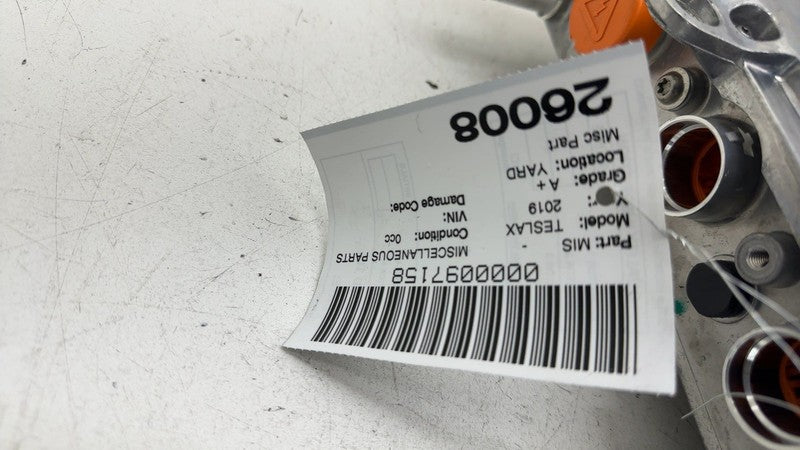 0000097158
Part: MIS - MISCELLANEOUS PARTS
Model: TESLAX Condition: 0cc
Year: 2019 VIN:
Grade: A+ Damage Code:
Location: YARD
Misc Part
26008